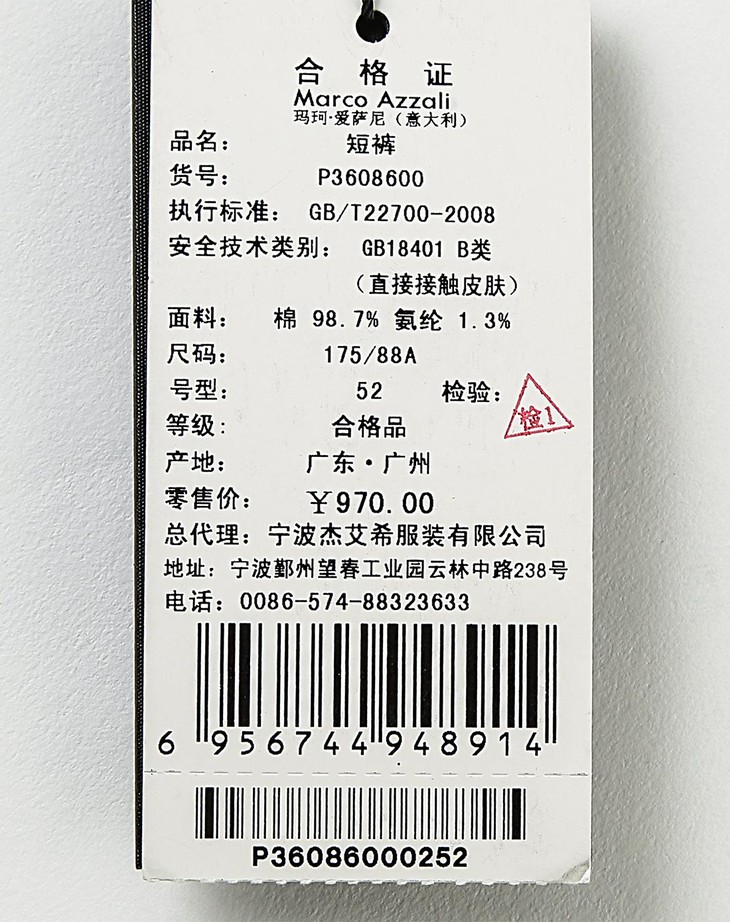 合格证
Marco Azzali
玛珂·爱萨尼（意大利）
品名： 短裤
货号： P3608600
执行标准： GB/T22700-2008
安全技术类别： GB18401 B类
（直接接触皮肤）
面料： 棉 98.7% 氨纶 1.3%
尺码： 175/88A
号型： 52 检验： 检1
等级： 合格品
产地： 广东·广州
零售价： ￥970.00
总代理：宁波杰艾希服装有限公司
地址：宁波鄞州望春工业园云林中路238号
电话：0086-574-88323633
6 956744 948914
P36086000252